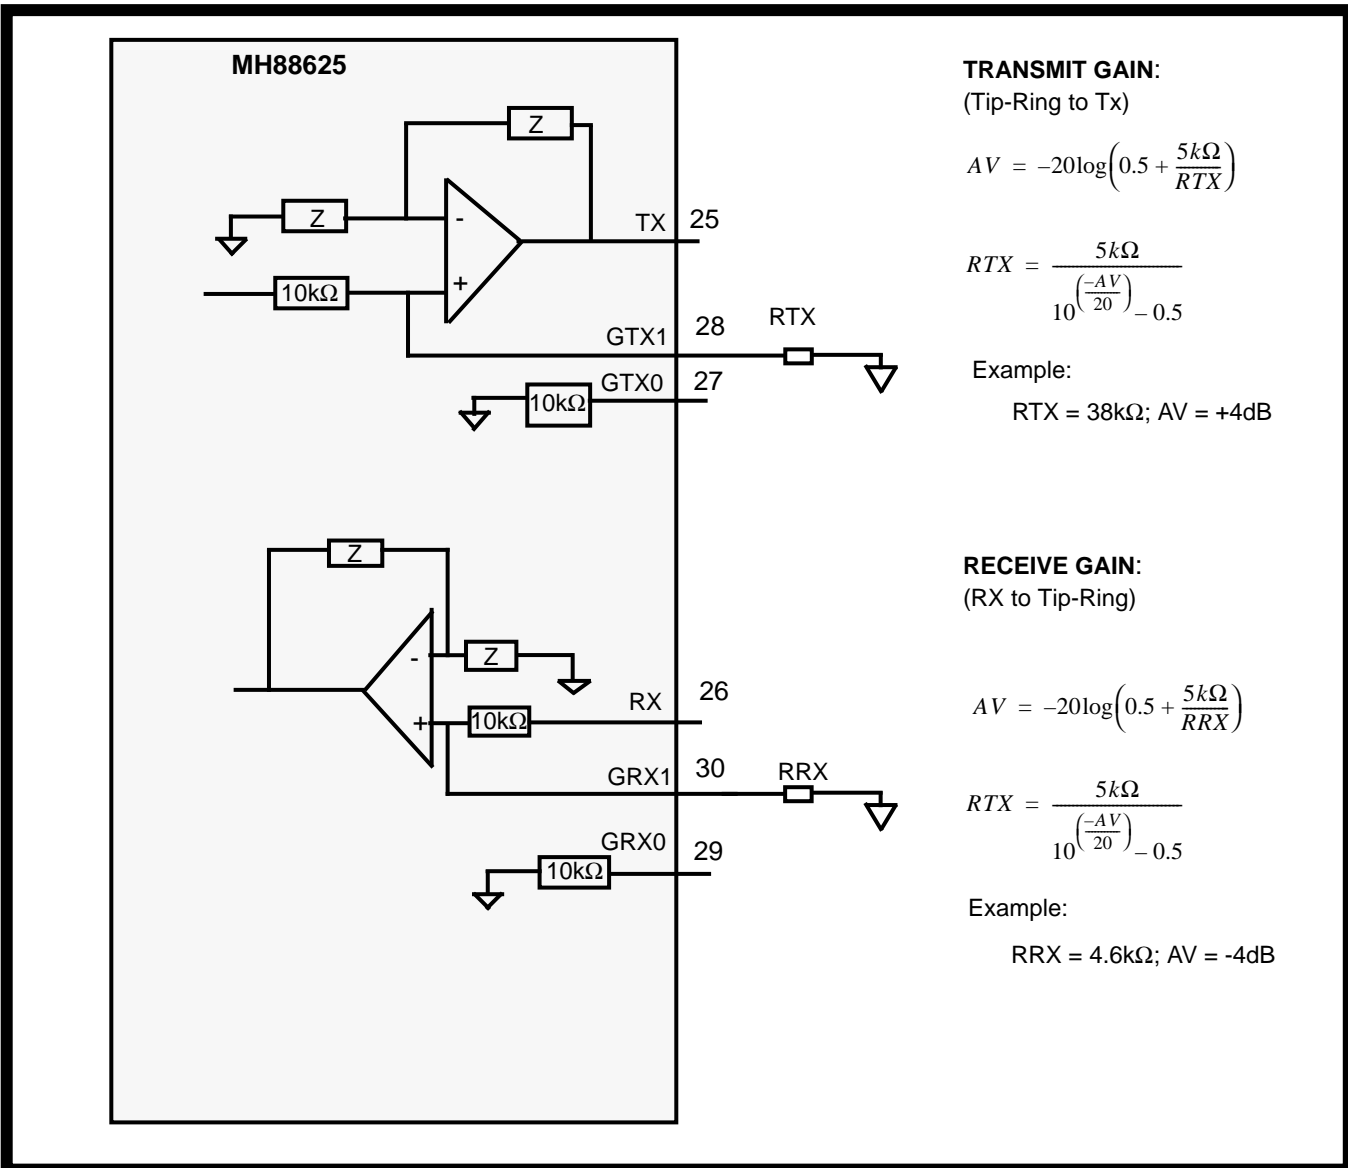 MH88625
Z
Z
-
+
10kΩ
TX 25
GTX1 28 RTX
GTX0 27
10kΩ
Z
-
Z
+
10kΩ
RX 26
GRX1 30 RRX
GRX0 29
10kΩ
TRANSMIT GAIN:
(Tip-Ring to Tx)
AV = –20log(0.5 + 5kΩ/RTX)
RTX = 5kΩ / 10^(–AV/20) – 0.5
Example:
RTX = 38kΩ; AV = +4dB
RECEIVE GAIN:
(RX to Tip-Ring)
AV = –20log(0.5 + 5kΩ/RRX)
RTX = 5kΩ / 10^(–AV/20) – 0.5
Example:
RRX = 4.6kΩ; AV = -4dB